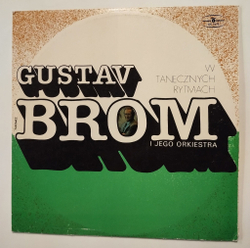 GUSTAV
BROM
W
TANECZNYCH
RYTMACH
I JEGO ORKIESTRA